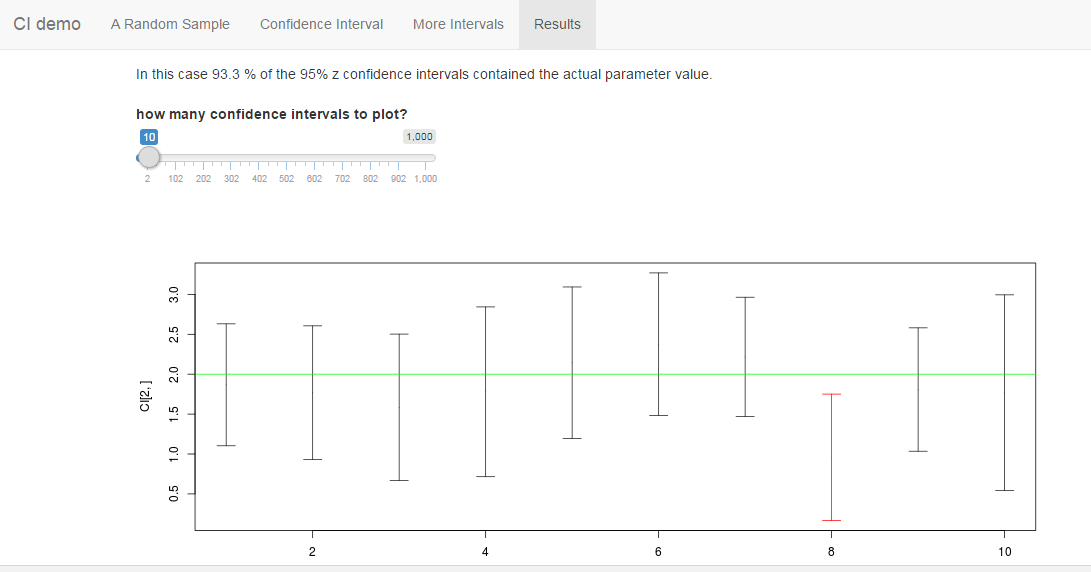 CI demo A Random Sample Confidence Interval More Intervals Results
In this case 93.3 % of the 95% z confidence intervals contained the actual parameter value.
how many confidence intervals to plot?
10 1,000
2 102 202 302 402 502 602 702 802 902 1,000
3.0
2.5
2.0
1.5
1.0
0.5
CI[2, ]
2 4 6 8 10